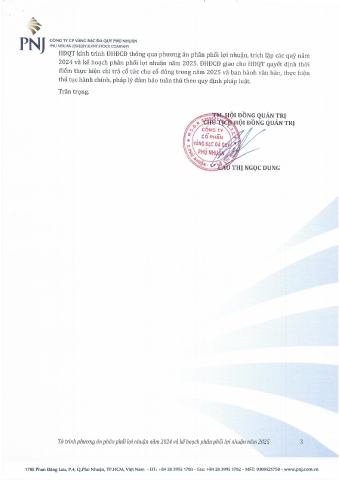 PNJ
CÔNG TY CP VÀNG BẠC ĐÁ QUÝ PHÚ NHUẬN
PHU NHUAN JEWELRY JOINT STOCK COMPANY
HĐQT kính trình ĐHĐCĐ thông qua phương án phân phối lợi nhuận, trích lập các quỹ năm
2024 và kế hoạch phân phối lợi nhuận năm 2025. ĐHĐCĐ giao cho HĐQT quyết định thời
điểm thực hiện chi trả cổ tức cho cổ đông trong năm 2025 và ban hành văn bản, thực hiện
thủ tục hành chính, pháp lý đảm bảo tuân thủ theo quy định pháp luật.
Trân trọng.
TM. HỘI ĐỒNG QUẢN TRỊ
CHỦ TỊCH HỘI ĐỒNG QUẢN TRỊ
CÔNG TY
CỔ PHẦN
VÀNG BẠC ĐÁ QUÝ
PHÚ NHUẬN
CAO THỊ NGỌC DUNG
Tờ trình phương án phân phối lợi nhuận năm 2024 và kế hoạch phân phối lợi nhuận năm 2025 3
170E Phan Đăng Lưu, P.4, Q.Phú Nhuận, TP.HCM, Việt Nam - ĐT: +84 28 3995 1703 - Fax: +84 28 3995 1702 - MST: 0300521758 - www.pnj.com.vn